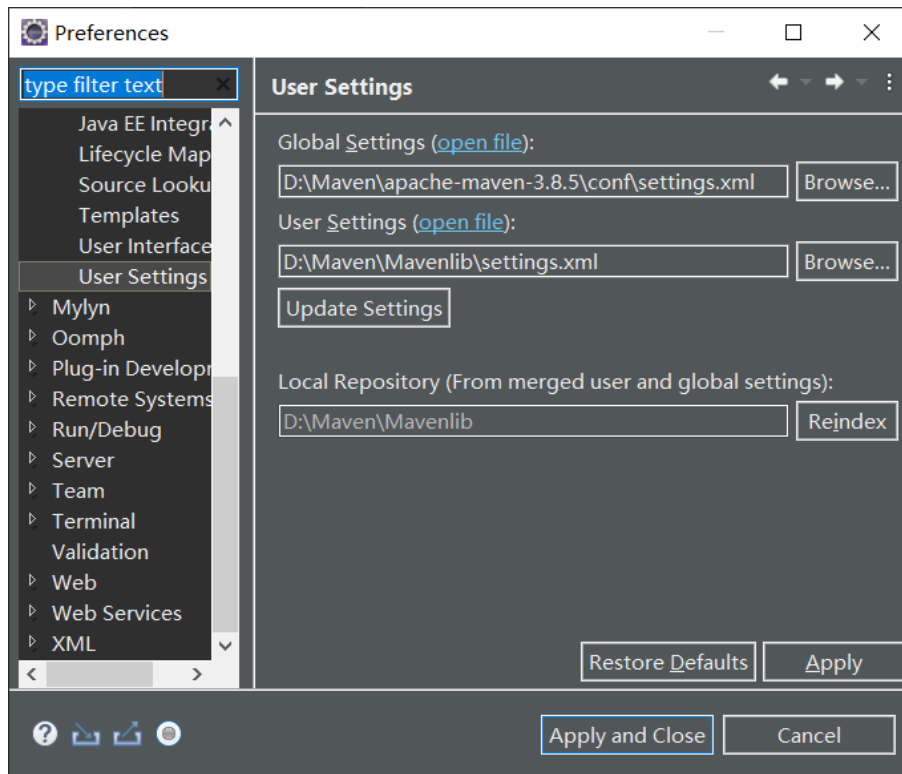 Preferences
type filter text
Java EE Integra
Lifecycle Map
Source Looku
Templates
User Interface
User Settings
Mylyn
Oomph
Plug-in Developr
Remote Systems
Run/Debug
Server
Team
Terminal
Validation
Web
Web Services
XML
User Settings
Global Settings (open file):
D:\Maven\apache-maven-3.8.5\conf\settings.xml Browse...
User Settings (open file):
D:\Maven\Mavenlib\settings.xml Browse...
Update Settings
Local Repository (From merged user and global settings):
D:\Maven\Mavenlib Reindex
Restore Defaults Apply
Apply and Close Cancel